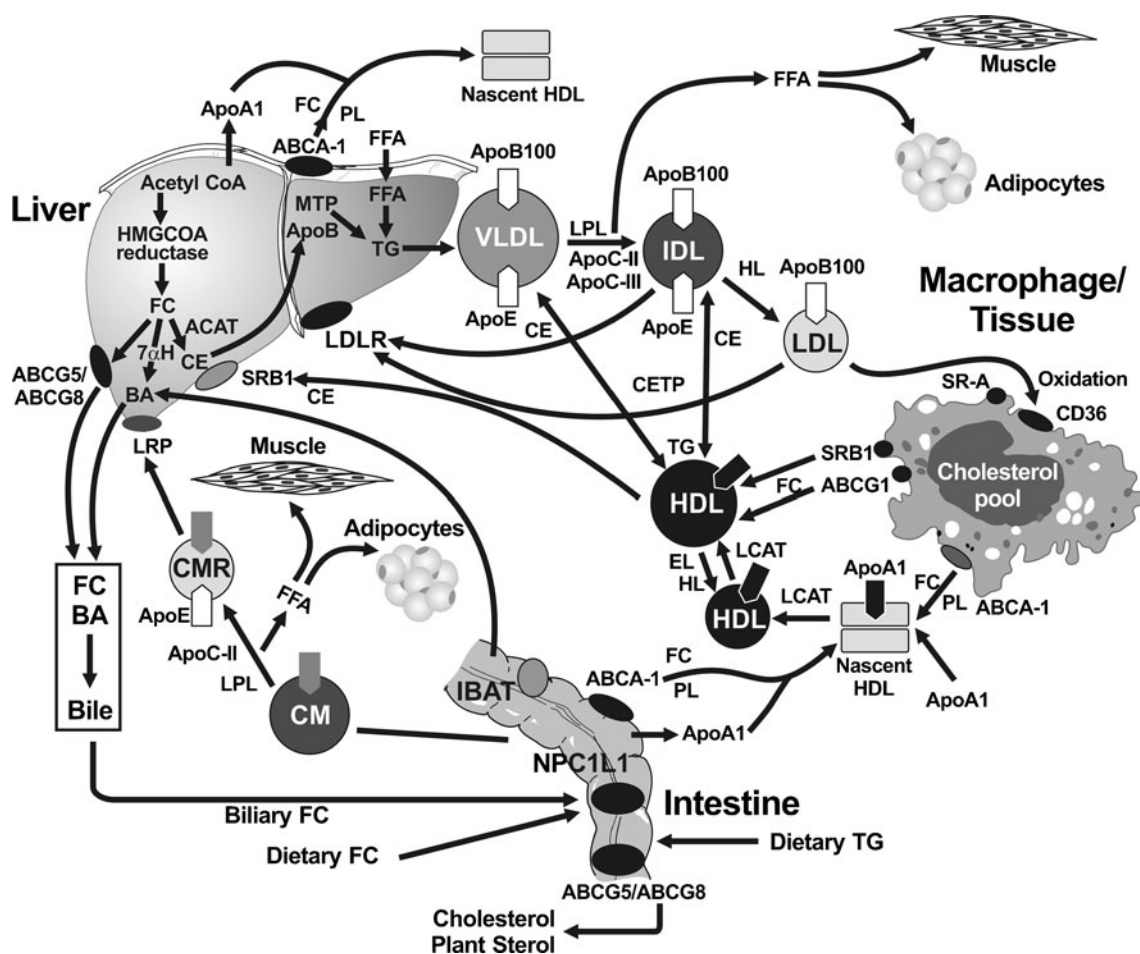 Nascent HDL
FFA
Muscle
Adipocytes
ApoA1
FC
PL
ABCA-1
FFA
ApoB100
ApoB100
Liver
Acetyl CoA
HMGCOA
reductase
FC
ACAT
7αH
CE
BA
MTP
ApoB
FFA
TG
VLDL
ApoE
LPL
ApoC-II
ApoC-III
IDL
ApoE
HL
ApoB100
LDL
Macrophage/
Tissue
ABCG5/
ABCG8
LDLR
SRB1
CE
CE
CE
CETP
TG
Oxidation
SR-A
CD36
SRB1
ABCG1
FC
Cholesterol
pool
LRP
Muscle
Adipocytes
CMR
ApoE
FFA
ApoC-II
LPL
CM
HDL
EL
HL
LCAT
HDL
LCAT
ApoA1
Nascent
HDL
FC
PL
ABCA-1
ApoA1
FC
BA
Bile
IBAT
ABCA-1
FC
PL
ApoA1
NPC1L1
Intestine
Biliary FC
Dietary FC
Dietary TG
ABCG5/ABCG8
Cholesterol
Plant Sterol